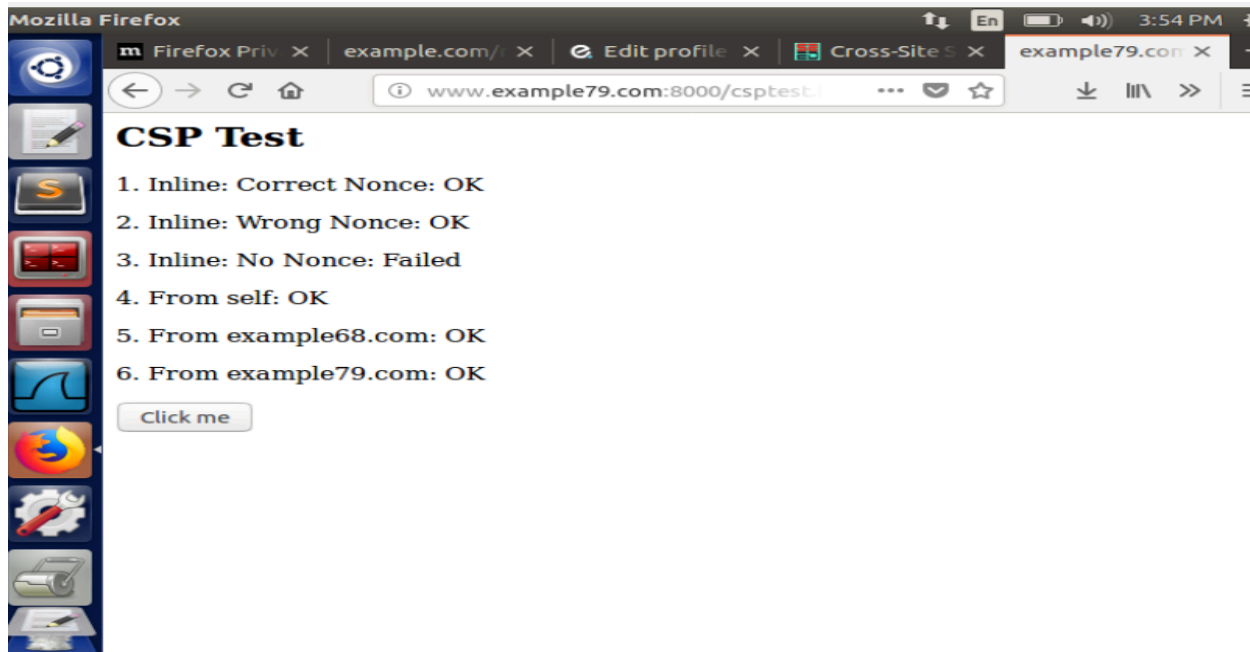 Mozilla Firefox En 3:54 PM
m Firefox Priv example.com/ Edit profile Cross-Site S example79.com
www.example79.com:8000/csptest.
CSP Test
1. Inline: Correct Nonce: OK
2. Inline: Wrong Nonce: OK
3. Inline: No Nonce: Failed
4. From self: OK
5. From example68.com: OK
6. From example79.com: OK
Click me